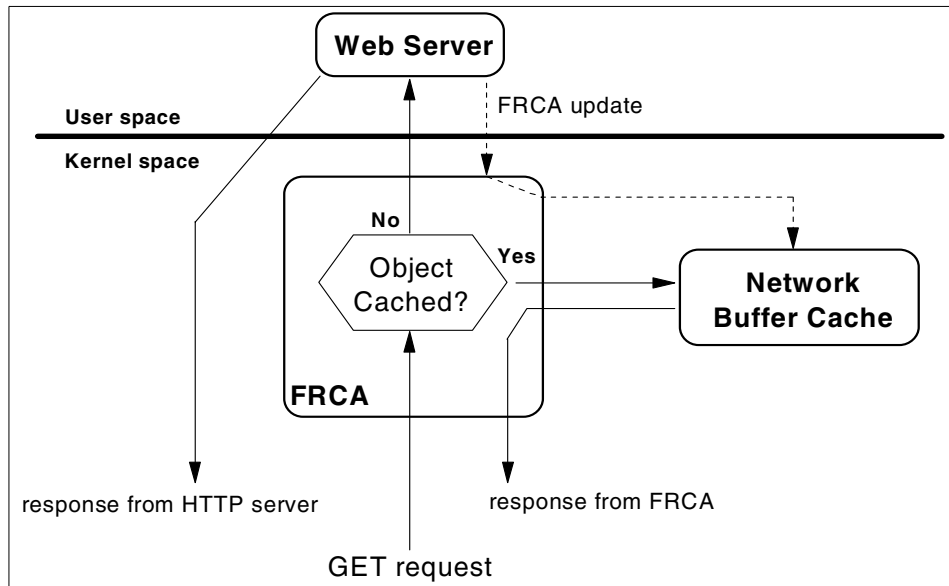 Web Server
FRCA update
User space
Kernel space
No
Yes
Object
Cached?
Network
Buffer Cache
FRCA
response from HTTP server
response from FRCA
GET request